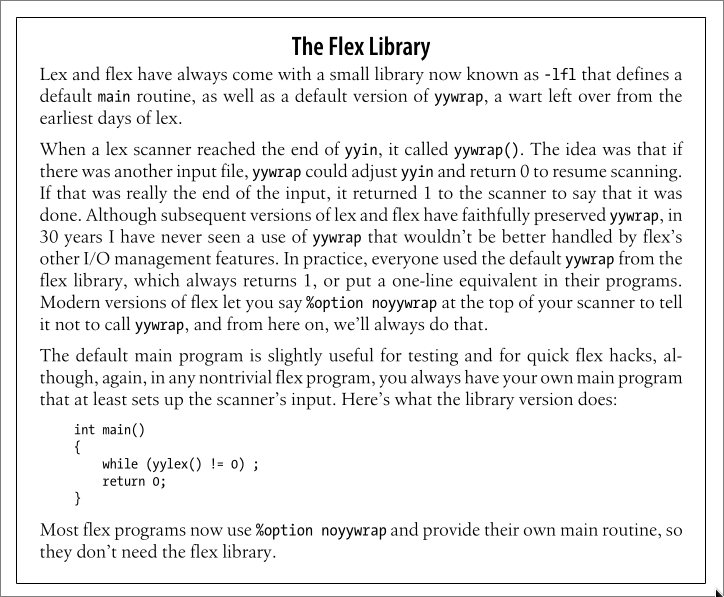 The Flex Library
Lex and flex have always come with a small library now known as -lfl that defines a
default main routine, as well as a default version of yywrap, a wart left over from the
earliest days of lex.
When a lex scanner reached the end of yyin, it called yywrap(). The idea was that if
there was another input file, yywrap could adjust yyin and return 0 to resume scanning.
If that was really the end of the input, it returned 1 to the scanner to say that it was
done. Although subsequent versions of lex and flex have faithfully preserved yywrap, in
30 years I have never seen a use of yywrap that wouldn’t be better handled by flex’s
other I/O management features. In practice, everyone used the default yywrap from the
flex library, which always returns 1, or put a one-line equivalent in their programs.
Modern versions of flex let you say %option noyywrap at the top of your scanner to tell
it not to call yywrap, and from here on, we’ll always do that.
The default main program is slightly useful for testing and for quick flex hacks, al-
though, again, in any nontrivial flex program, you always have your own main program
that at least sets up the scanner’s input. Here’s what the library version does:
int main()
{
while (yylex() != 0) ;
return 0;
}
Most flex programs now use %option noyywrap and provide their own main routine, so
they don’t need the flex library.